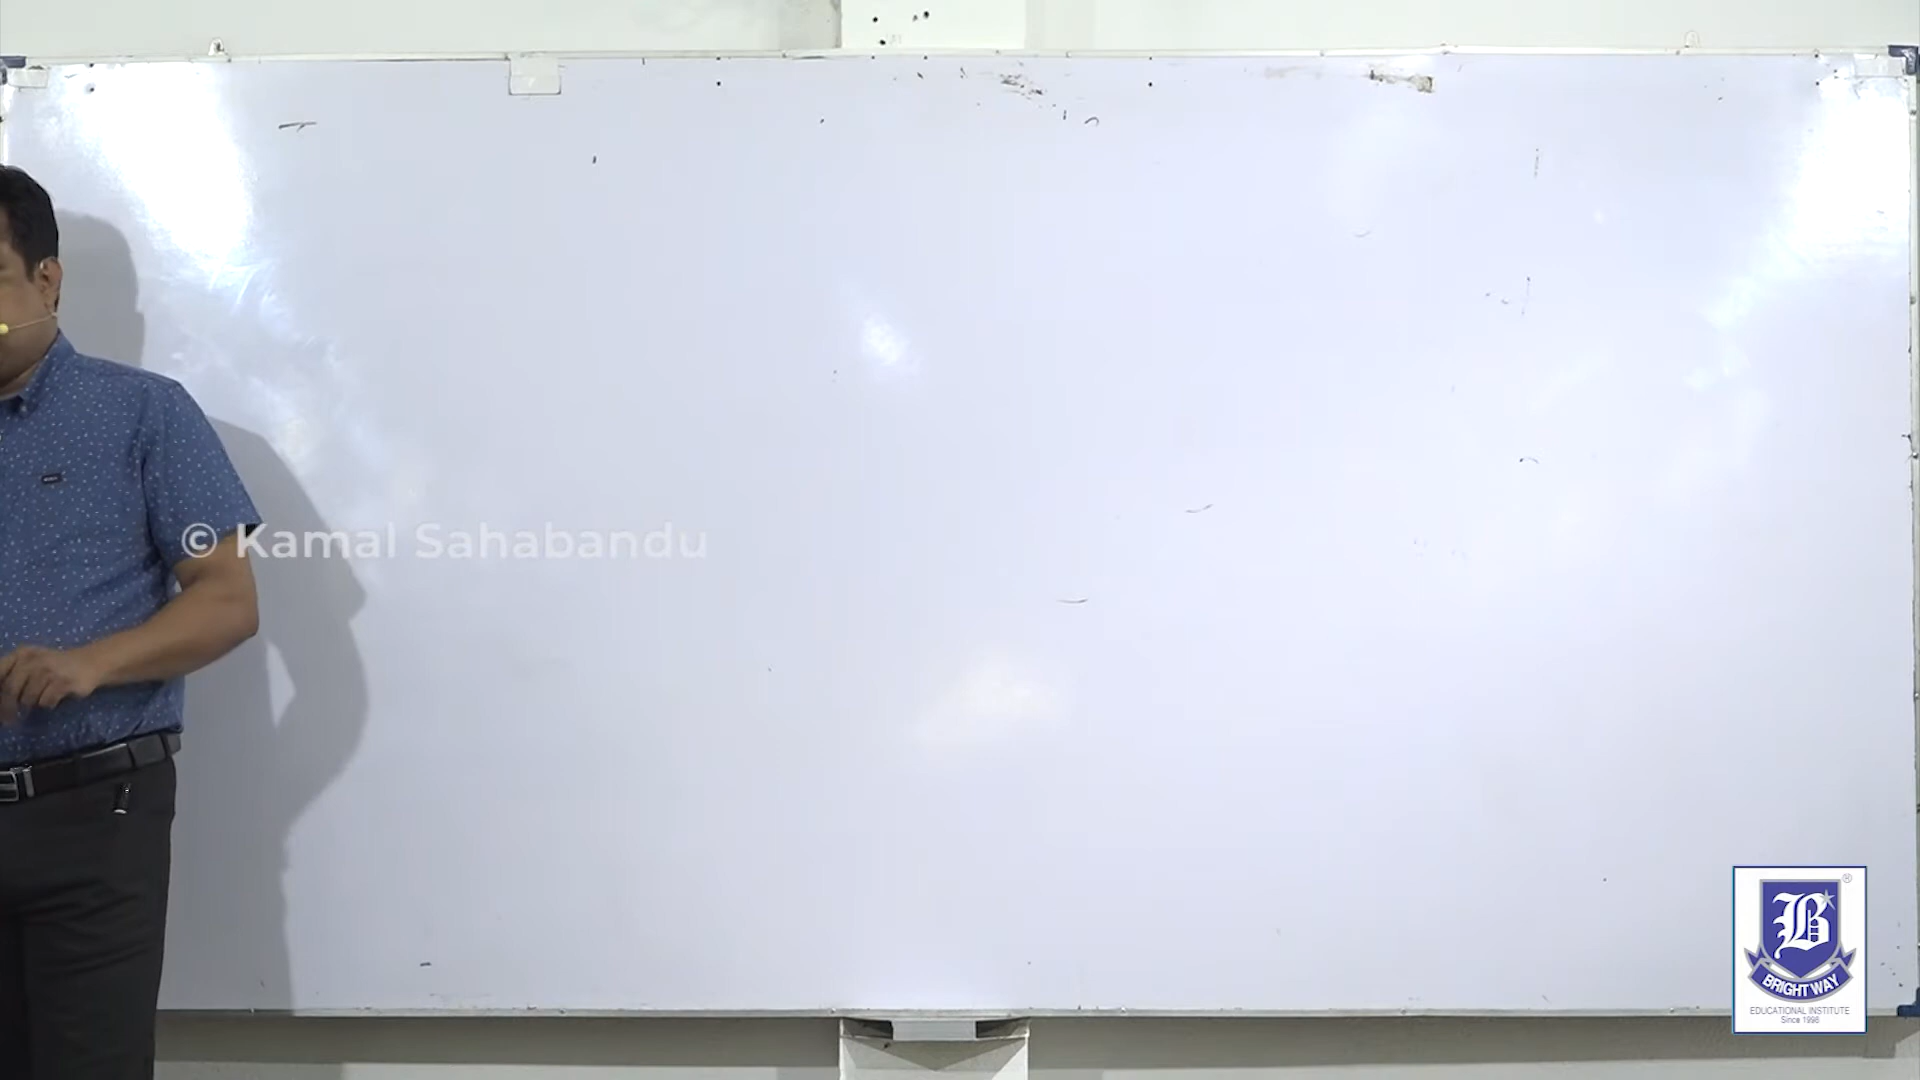 © Kamal Sahabandu
B
BRIGHT WAY
EDUCATIONAL INSTITUTE
Since 1998
®